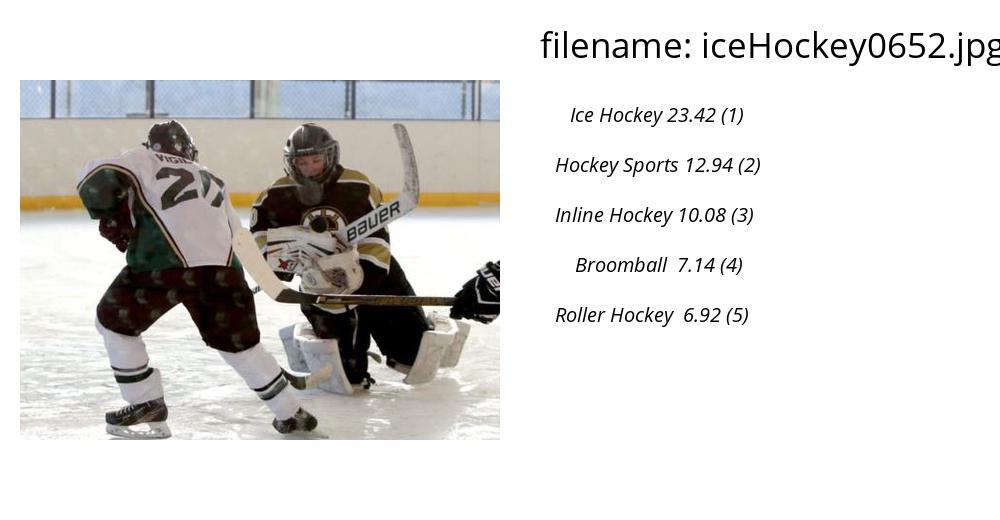 filename: iceHockey0652.jpg
Ice Hockey 23.42 (1)
Hockey Sports 12.94 (2)
Inline Hockey 10.08 (3)
Broomball 7.14 (4)
Roller Hockey 6.92 (5)
VIGIL
BAUER